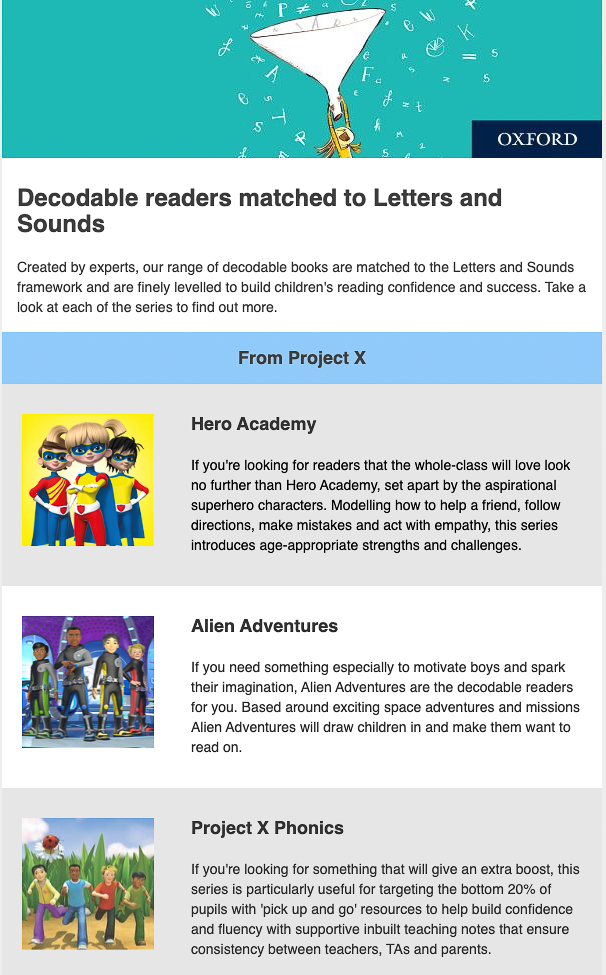 OXFORD
Decodable readers matched to Letters and
Sounds
Created by experts, our range of decodable books are matched to the Letters and Sounds
framework and are finely levelled to build children's reading confidence and success. Take a
look at each of the series to find out more.
From Project X
Hero Academy
If you're looking for readers that the whole-class will love look
no further than Hero Academy, set apart by the aspirational
superhero characters. Modelling how to help a friend, follow
directions, make mistakes and act with empathy, this series
introduces age-appropriate strengths and challenges.
Alien Adventures
If you need something especially to motivate boys and spark
their imagination, Alien Adventures are the decodable readers
for you. Based around exciting space adventures and missions
Alien Adventures will draw children in and make them want to
read on.
Project X Phonics
If you're looking for something that will give an extra boost, this
series is particularly useful for targeting the bottom 20% of
pupils with 'pick up and go' resources to help build confidence
and fluency with supportive inbuilt teaching notes that ensure
consistency between teachers, TAs and parents.